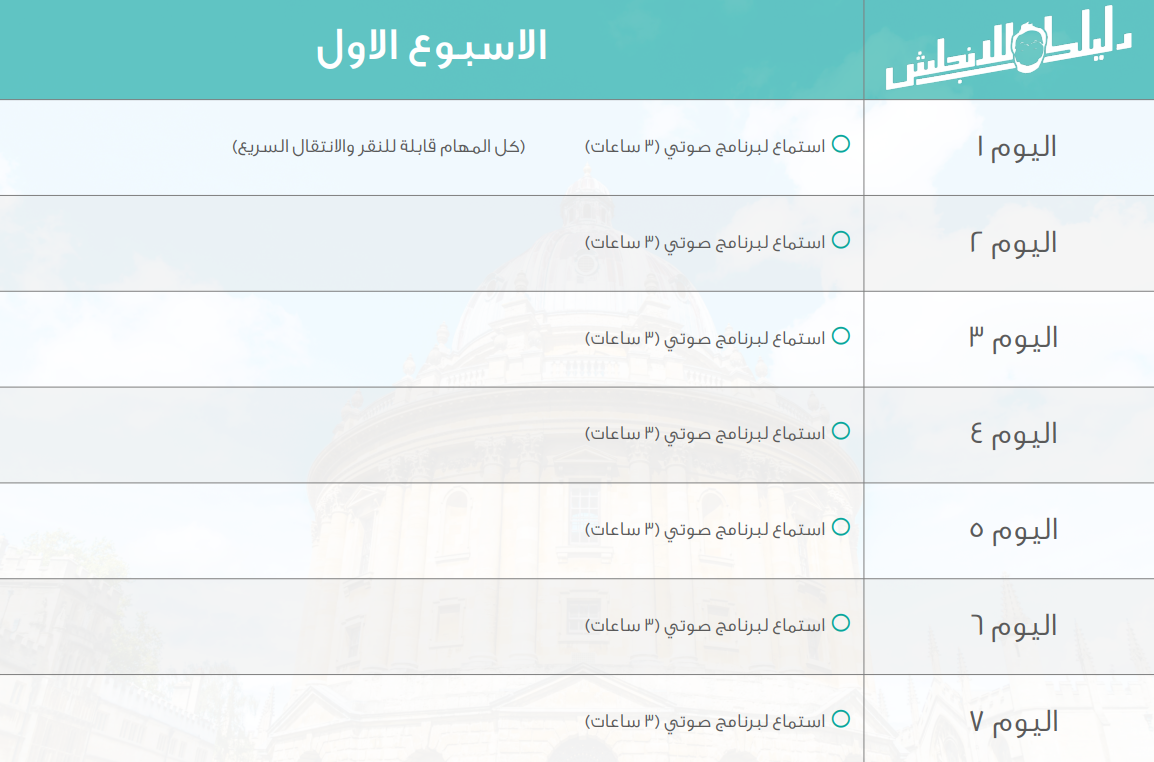 دليلك للانجلش
الاسبوع الاول
اليوم ١
استماع لبرنامج صوتي (٣ ساعات)
(كل المهام قابلة للنقر والانتقال السريع)
اليوم ٢
استماع لبرنامج صوتي (٣ ساعات)
اليوم ٣
استماع لبرنامج صوتي (٣ ساعات)
اليوم ٤
استماع لبرنامج صوتي (٣ ساعات)
اليوم ٥
استماع لبرنامج صوتي (٣ ساعات)
اليوم ٦
استماع لبرنامج صوتي (٣ ساعات)
اليوم ٧
استماع لبرنامج صوتي (٣ ساعات)